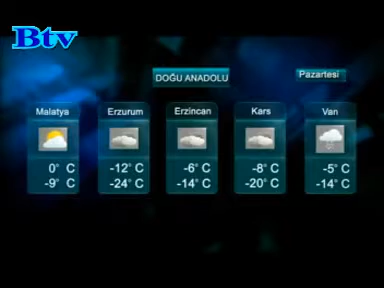 Btv
DOĞU ANADOLU
Pazartesi
Malatya
0° C
-9° C
Erzurum
-12° C
-24° C
Erzincan
-6° C
-14° C
Kars
-8° C
-20° C
Van
-5° C
-14° C